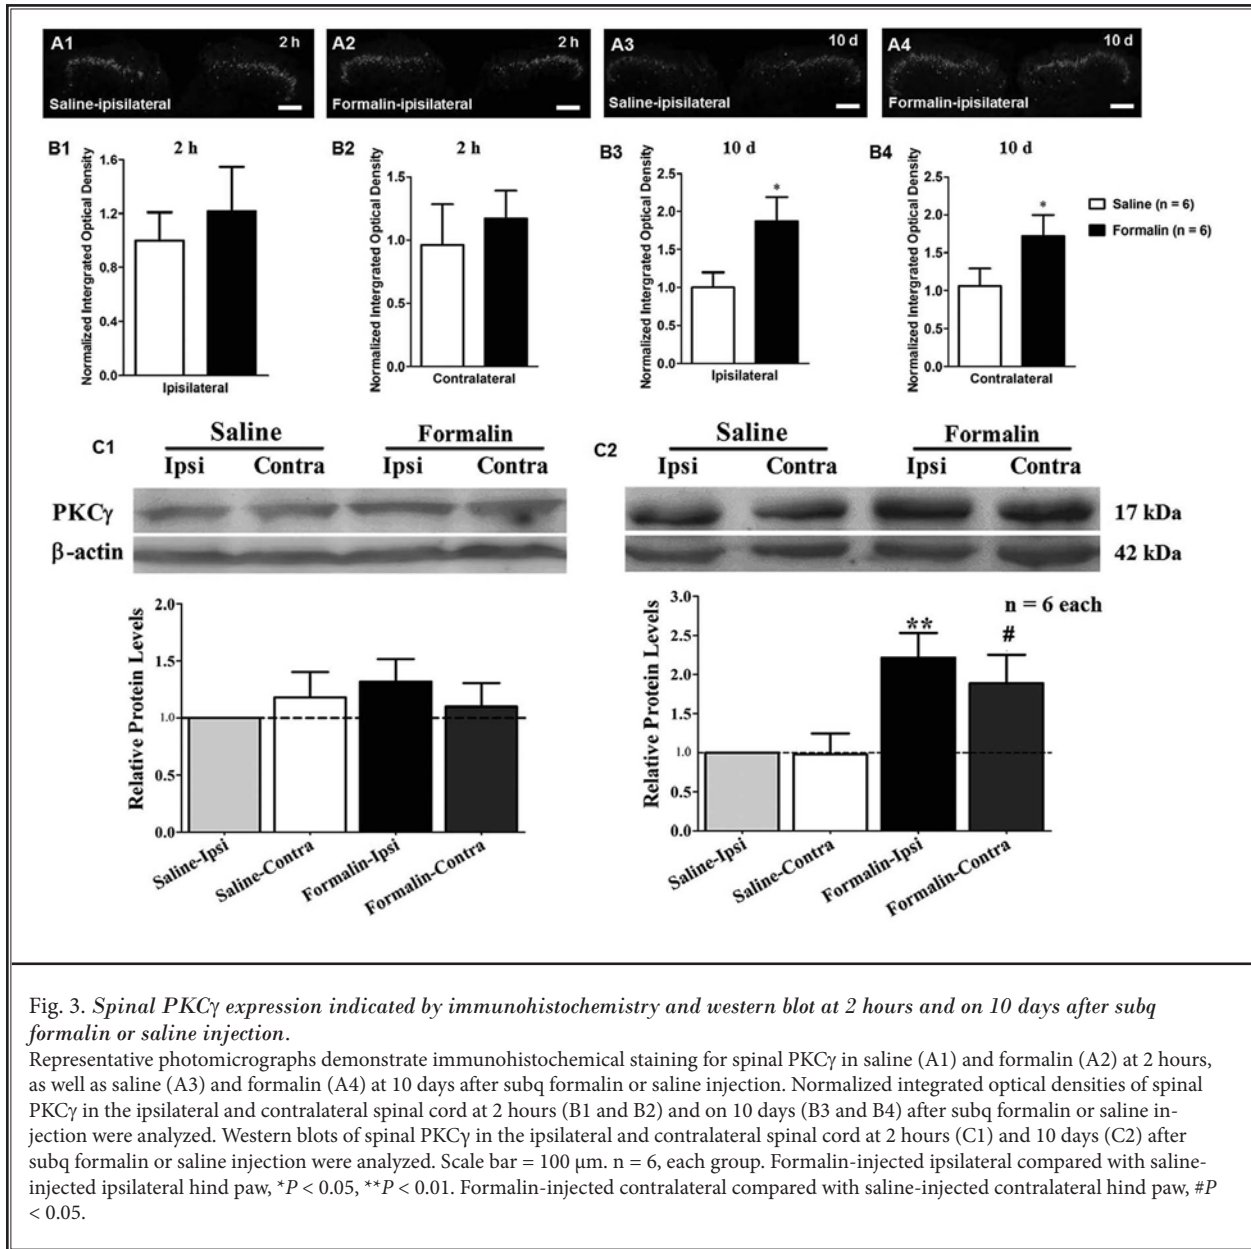 A1 2 h
Saline-ipisilateral
A2 2 h
Formalin-ipisilateral
A3 10 d
Saline-ipisilateral
A4 10 d
Formalin-ipisilateral
B1 2 h
Normalized Intergrated Optical Density
1.6
1.2
0.8
0.4
0.0
Ipisilateral
B2 2 h
Normalized Intergrated Optical Density
1.5
1.0
0.5
0.0
Contralateral
B3 10 d
Normalized Intergrated Optical Density
2.5
2.0
1.5
1.0
0.5
0.0
*
Ipisilateral
B4 10 d
Normalized Intergrated Optical Density
2.5
2.0
1.5
1.0
0.5
0.0
*
Contralateral
Saline (n = 6)
Formalin (n = 6)
C1 Saline Formalin
Ipsi Contra Ipsi Contra
PKCγ
β-actin
C2 Saline Formalin
Ipsi Contra Ipsi Contra
17 kDa
42 kDa
Relative Protein Levels
2.0
1.5
1.0
0.5
0.0
Saline-Ipsi
Saline-Contra
Formalin-Ipsi
Formalin-Contra
Relative Protein Levels
3.0
2.5
2.0
1.5
1.0
0.5
0.0
n = 6 each
**
#
Saline-Ipsi
Saline-Contra
Formalin-Ipsi
Formalin-Contra
Fig. 3. Spinal PKCγ expression indicated by immunohistochemistry and western blot at 2 hours and on 10 days after subq
formalin or saline injection.
Representative photomicrographs demonstrate immunohistochemical staining for spinal PKCγ in saline (A1) and formalin (A2) at 2 hours,
as well as saline (A3) and formalin (A4) at 10 days after subq formalin or saline injection. Normalized integrated optical densities of spinal
PKCγ in the ipsilateral and contralateral spinal cord at 2 hours (B1 and B2) and on 10 days (B3 and B4) after subq formalin or saline in-
jection were analyzed. Western blots of spinal PKCγ in the ipsilateral and contralateral spinal cord at 2 hours (C1) and 10 days (C2) after
subq formalin or saline injection were analyzed. Scale bar = 100 μm. n = 6, each group. Formalin-injected ipsilateral compared with saline-
injected ipsilateral hind paw, *P < 0.05, **P < 0.01. Formalin-injected contralateral compared with saline-injected contralateral hind paw, #P
< 0.05.